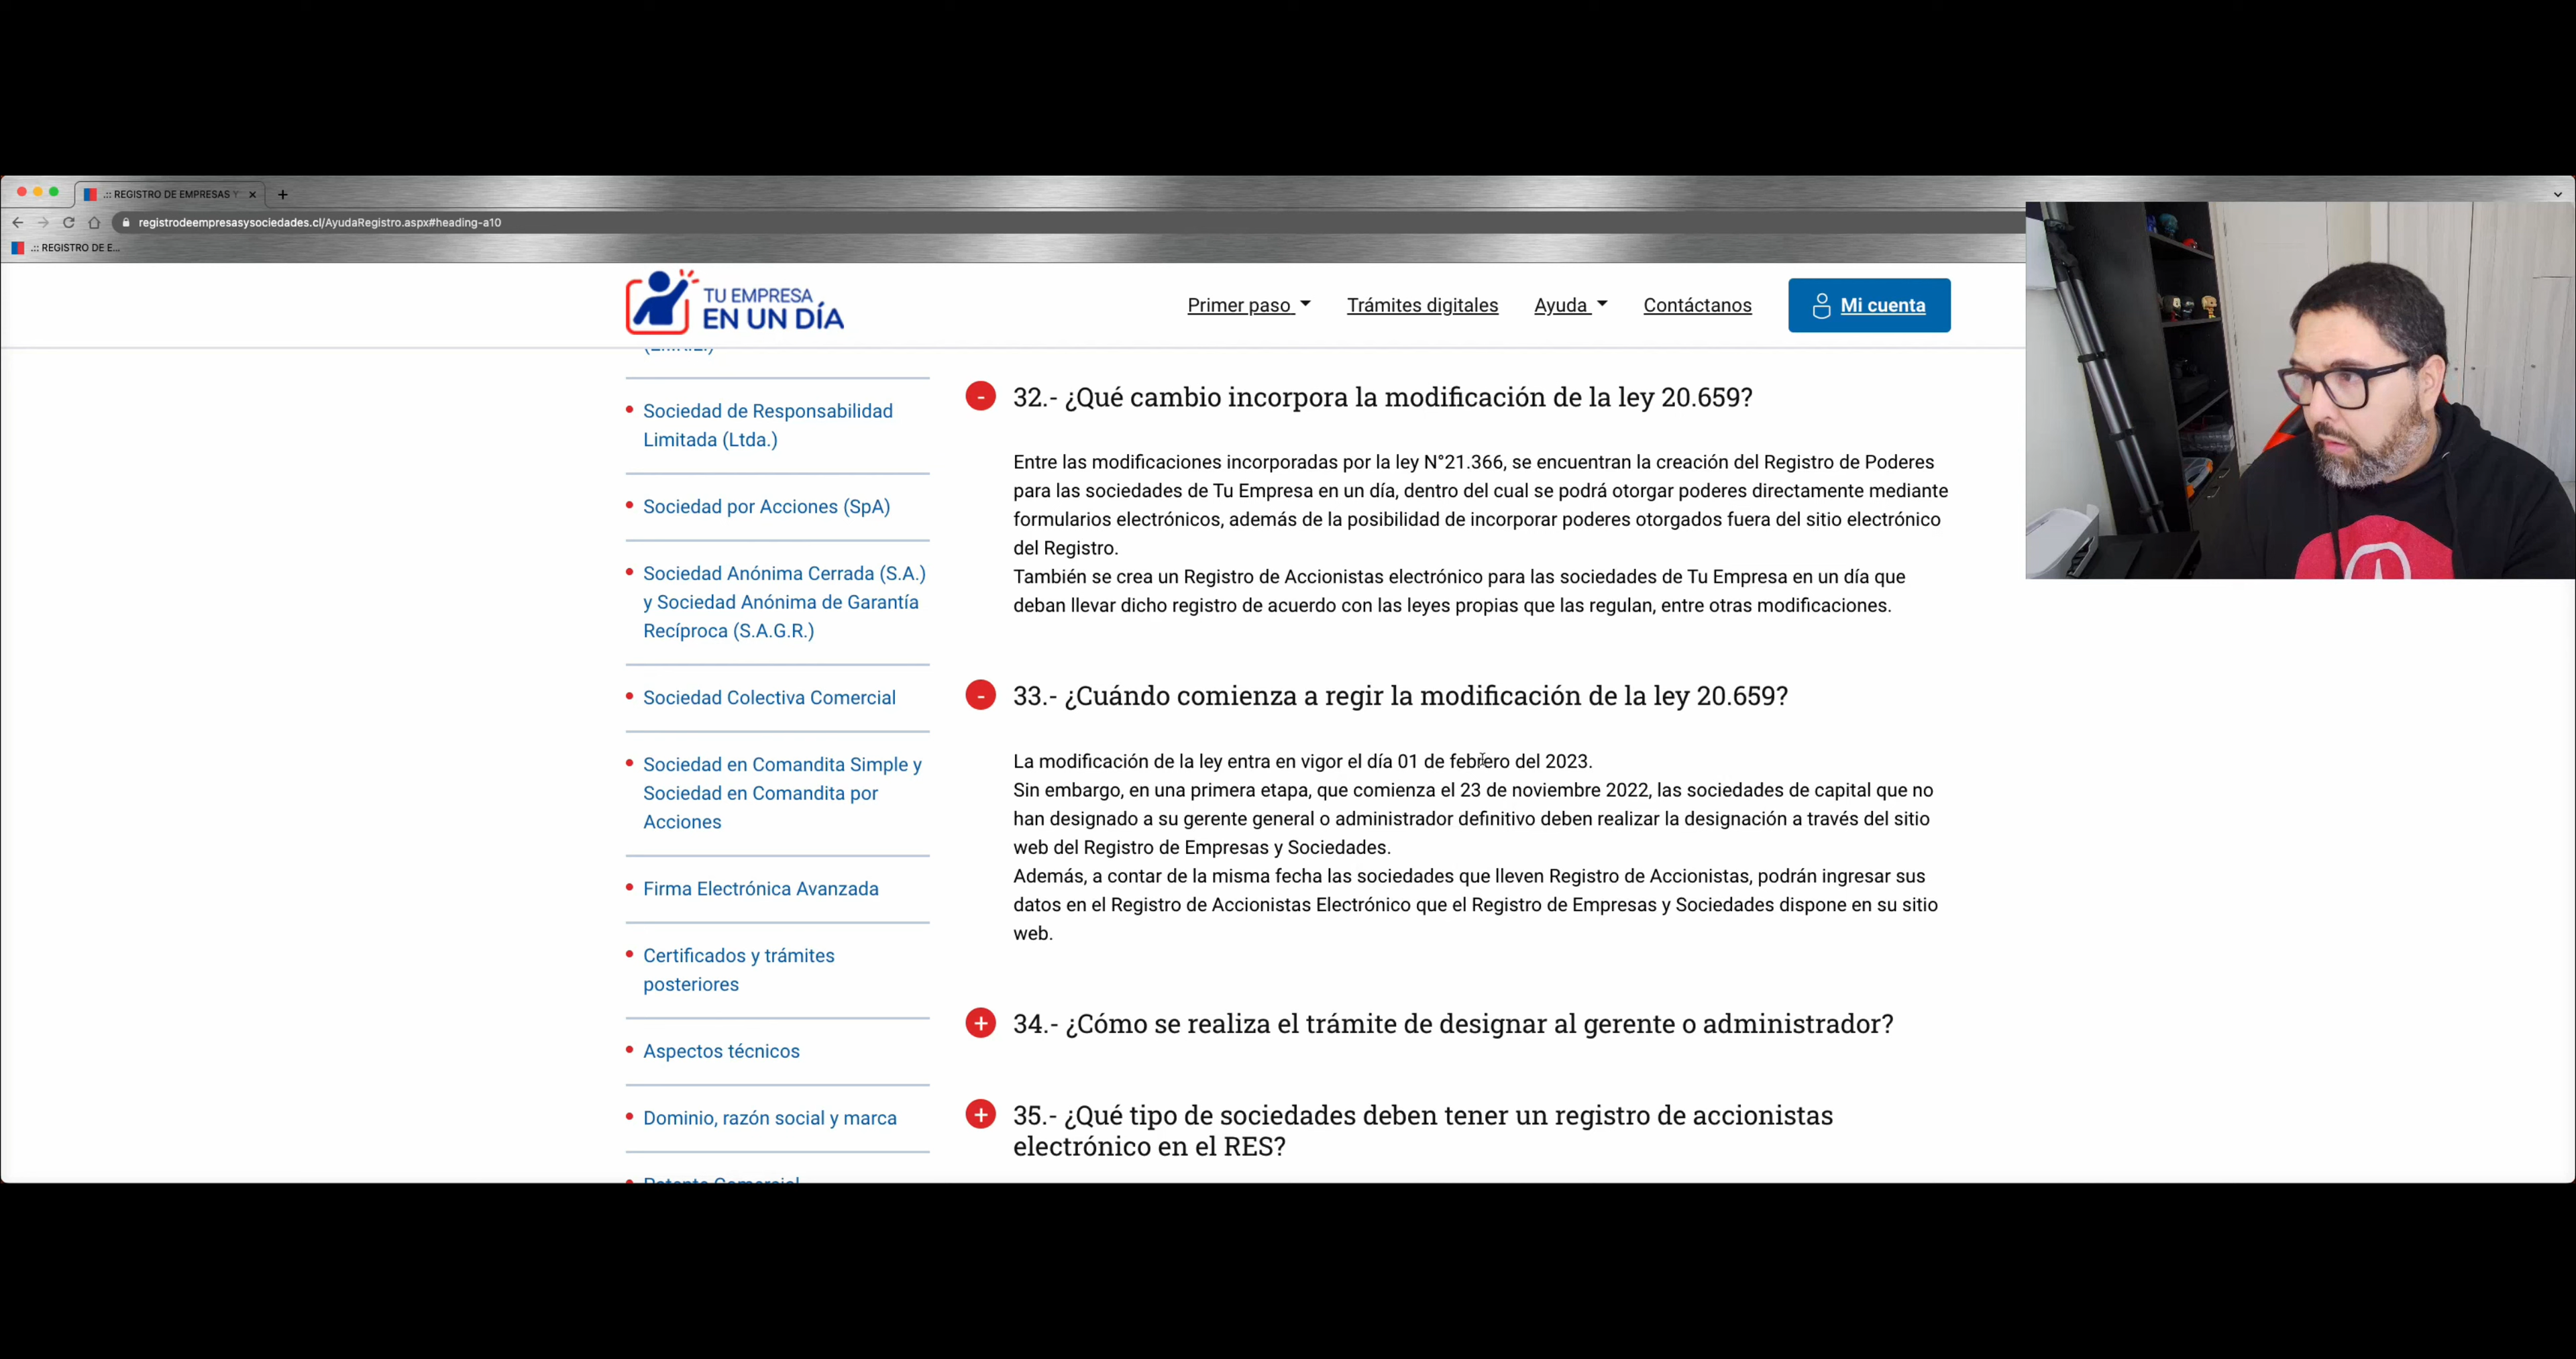 .:: REGISTRO DE EMPRESAS Y
registrodeempresasysociedades.cl/AyudaRegistro.aspx#heading-a10
.:: REGISTRO DE E...
TU EMPRESA
EN UN DÍA
Primer paso
Trámites digitales
Ayuda
Contáctanos
Mi cuenta
Sociedad de Responsabilidad
Limitada (Ltda.)
Sociedad por Acciones (SpA)
Sociedad Anónima Cerrada (S.A.)
y Sociedad Anónima de Garantía
Recíproca (S.A.G.R.)
Sociedad Colectiva Comercial
Sociedad en Comandita Simple y
Sociedad en Comandita por
Acciones
Firma Electrónica Avanzada
Certificados y trámites
posteriores
Aspectos técnicos
Dominio, razón social y marca
Patente Comercial
32.- ¿Qué cambio incorpora la modificación de la ley 20.659?
Entre las modificaciones incorporadas por la ley N°21.366, se encuentran la creación del Registro de Poderes
para las sociedades de Tu Empresa en un día, dentro del cual se podrá otorgar poderes directamente mediante
formularios electrónicos, además de la posibilidad de incorporar poderes otorgados fuera del sitio electrónico
del Registro.
También se crea un Registro de Accionistas electrónico para las sociedades de Tu Empresa en un día que
deban llevar dicho registro de acuerdo con las leyes propias que las regulan, entre otras modificaciones.
33.- ¿Cuándo comienza a regir la modificación de la ley 20.659?
La modificación de la ley entra en vigor el día 01 de febrero del 2023.
Sin embargo, en una primera etapa, que comienza el 23 de noviembre 2022, las sociedades de capital que no
han designado a su gerente general o administrador definitivo deben realizar la designación a través del sitio
web del Registro de Empresas y Sociedades.
Además, a contar de la misma fecha las sociedades que lleven Registro de Accionistas, podrán ingresar sus
datos en el Registro de Accionistas Electrónico que el Registro de Empresas y Sociedades dispone en su sitio
web.
34.- ¿Cómo se realiza el trámite de designar al gerente o administrador?
35.- ¿Qué tipo de sociedades deben tener un registro de accionistas
electrónico en el RES?